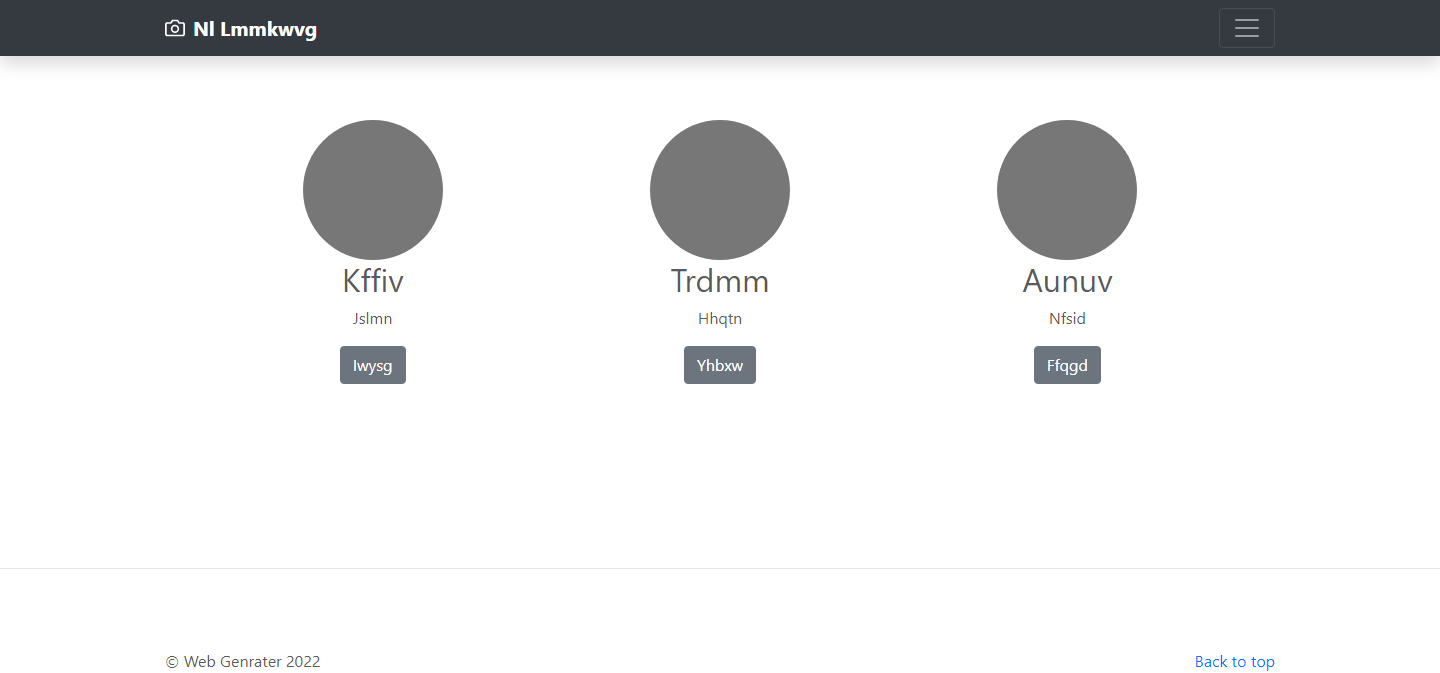 Nl Lmmkwvg
Kffiv
Jslmn
Iwysg
Trdmm
Hhqtn
Yhbxw
Aunuv
Nfsid
Ffqgd
© Web Genrater 2022
Back to top